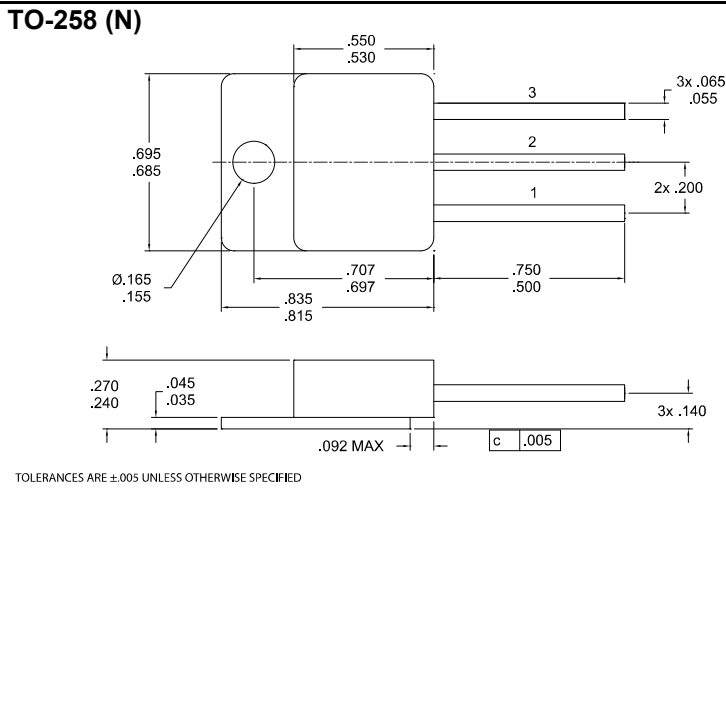 TO-258 (N)
.550
.530
3x .065
.055
3
.695
.685
2
2x .200
1
Ø.165
.155
.707
.697
.750
.500
.835
.815
.270
.240
.045
.035
3x .140
.092 MAX
c .005
TOLERANCES ARE ±.005 UNLESS OTHERWISE SPECIFIED